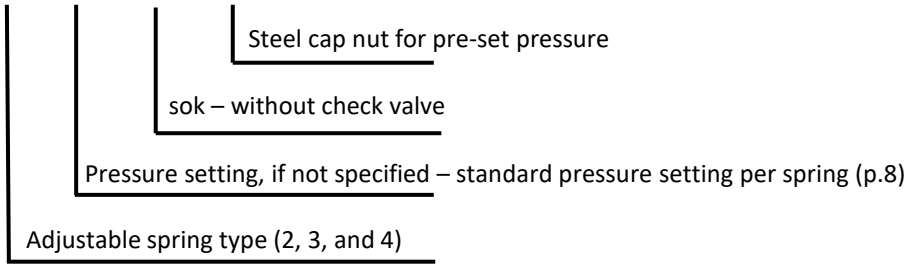 Steel cap nut for pre-set pressure
sok – without check valve
Pressure setting, if not specified – standard pressure setting per spring (p.8)
Adjustable spring type (2, 3, and 4)